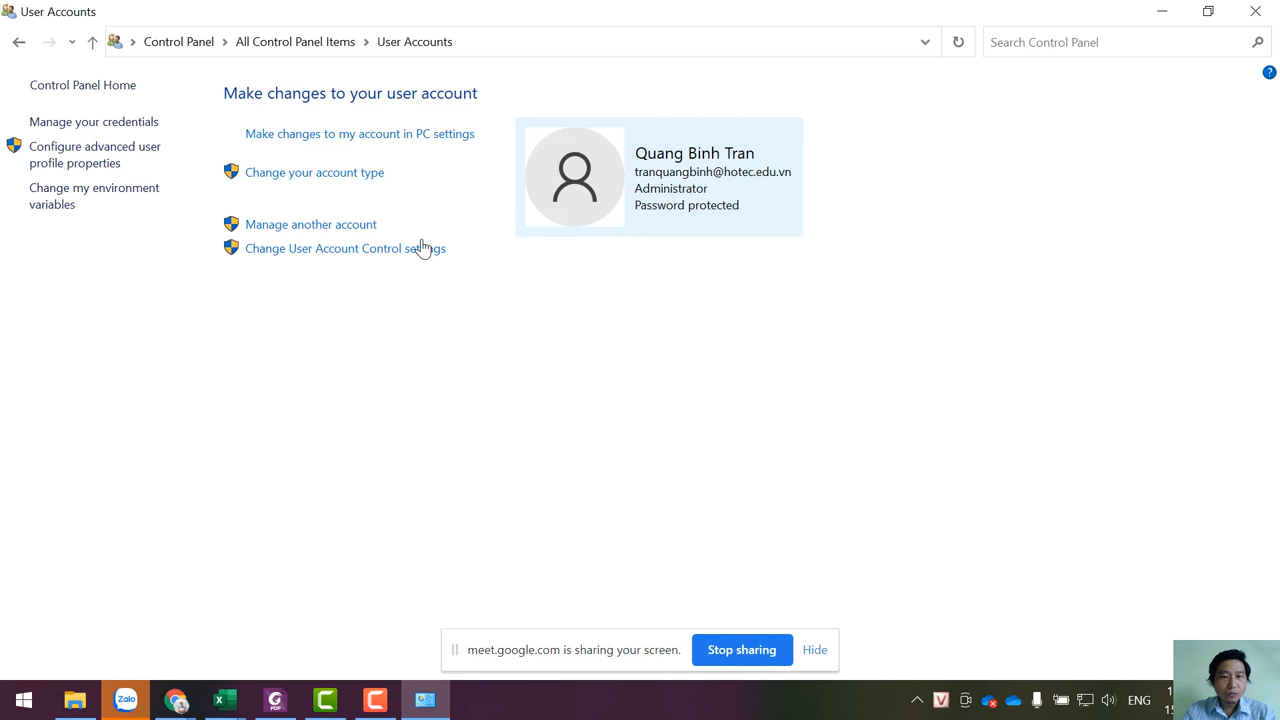 User Accounts
Control Panel
All Control Panel Items
User Accounts
Search Control Panel
Control Panel Home
Manage your credentials
Configure advanced user
profile properties
Change my environment
variables
Make changes to your user account
Make changes to my account in PC settings
Change your account type
Manage another account
Change User Account Control settings
Quang Binh Tran
tranquangbinh@hotec.edu.vn
Administrator
Password protected
meet.google.com is sharing your screen.
Stop sharing
Hide
Zalo
PDF
ENG